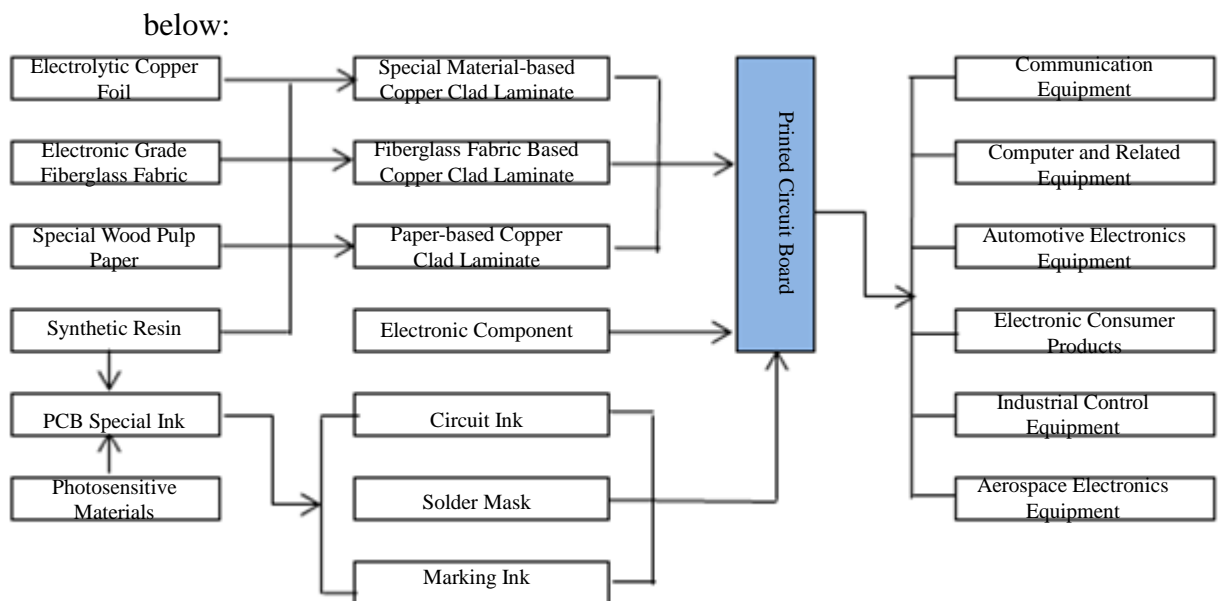 below:
Electrolytic Copper
Foil
Special Material-based
Copper Clad Laminate
Communication
Equipment
Electronic Grade
Fiberglass Fabric
Fiberglass Fabric Based
Copper Clad Laminate
Computer and Related
Equipment
Special Wood Pulp
Paper
Paper-based Copper
Clad Laminate
Printed Circuit Board
Automotive Electronics
Equipment
Synthetic Resin
Electronic Component
Electronic Consumer
Products
PCB Special Ink
Circuit Ink
Industrial Control
Equipment
Photosensitive
Materials
Solder Mask
Aerospace Electronics
Equipment
Marking Ink